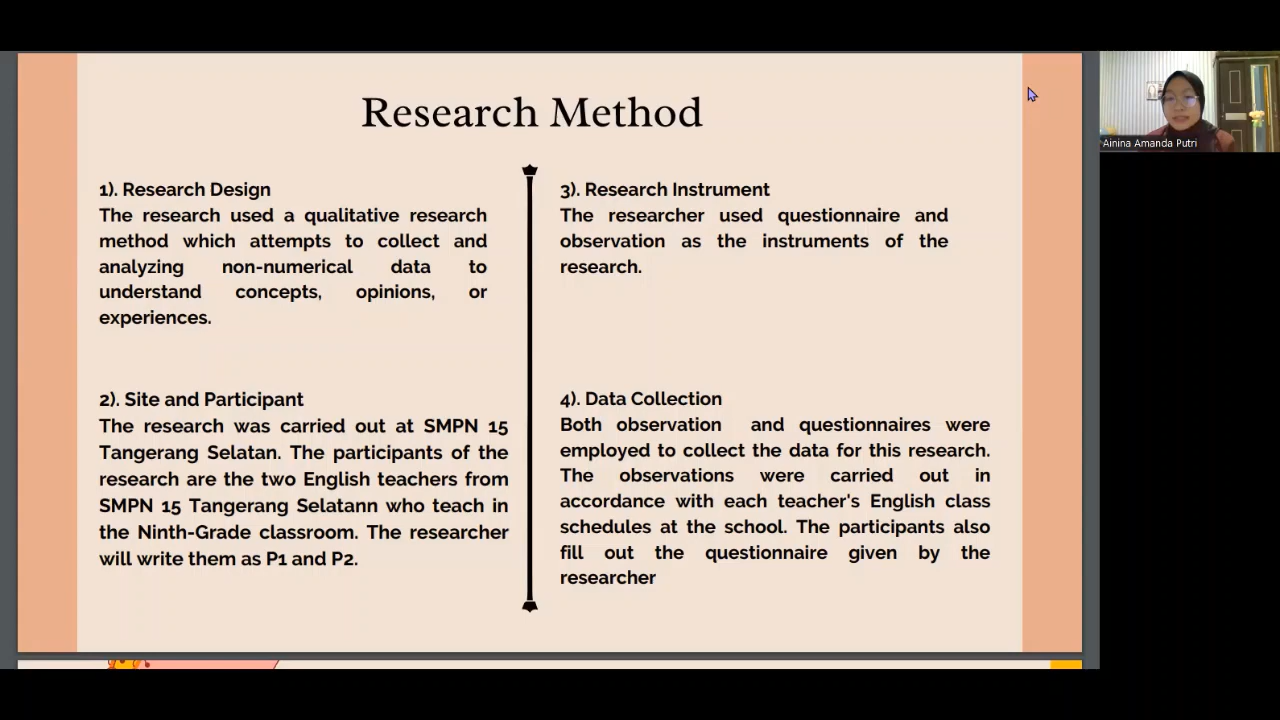 Research Method
1). Research Design
The research used a qualitative research
method which attempts to collect and
analyzing non-numerical data to
understand concepts, opinions, or
experiences.
2). Site and Participant
The research was carried out at SMPN 15
Tangerang Selatan. The participants of the
research are the two English teachers from
SMPN 15 Tangerang Selatann who teach in
the Ninth-Grade classroom. The researcher
will write them as P1 and P2.
3). Research Instrument
The researcher used questionnaire and
observation as the instruments of the
research.
4). Data Collection
Both observation and questionnaires were
employed to collect the data for this research.
The observations were carried out in
accordance with each teacher's English class
schedules at the school. The participants also
fill out the questionnaire given by the
researcher
Ainina Amanda Putri